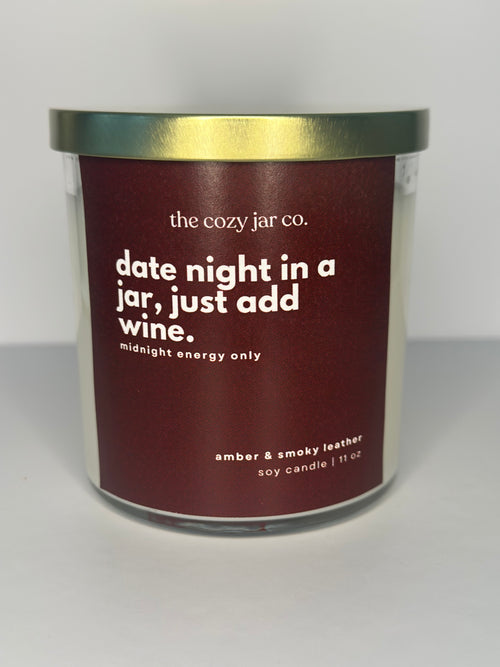 the cozy jar co.
date night in a
jar, just add
wine.
midnight energy only
amber & smoky leather
soy candle | 11 oz